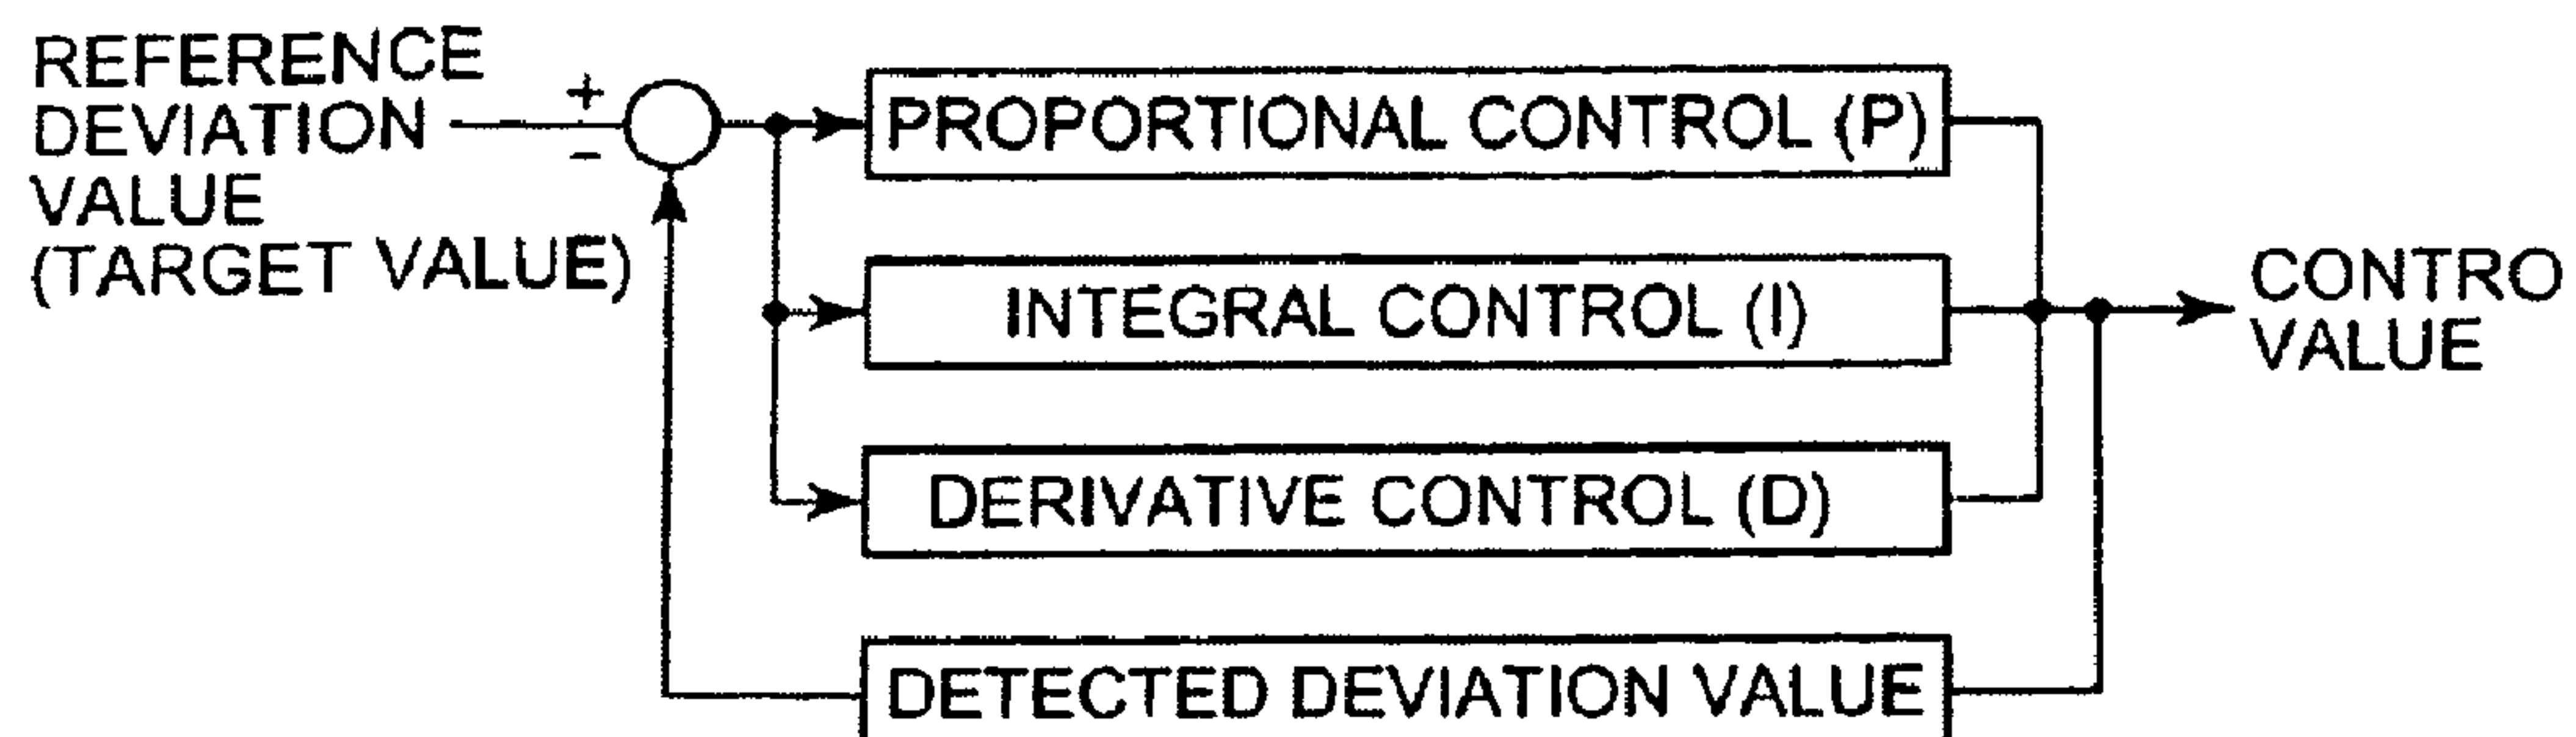 REFERENCE
DEVIATION
VALUE
(TARGET VALUE)
+
−
PROPORTIONAL CONTROL (P)
INTEGRAL CONTROL (I)
DERIVATIVE CONTROL (D)
DETECTED DEVIATION VALUE
CONTRO
VALUE